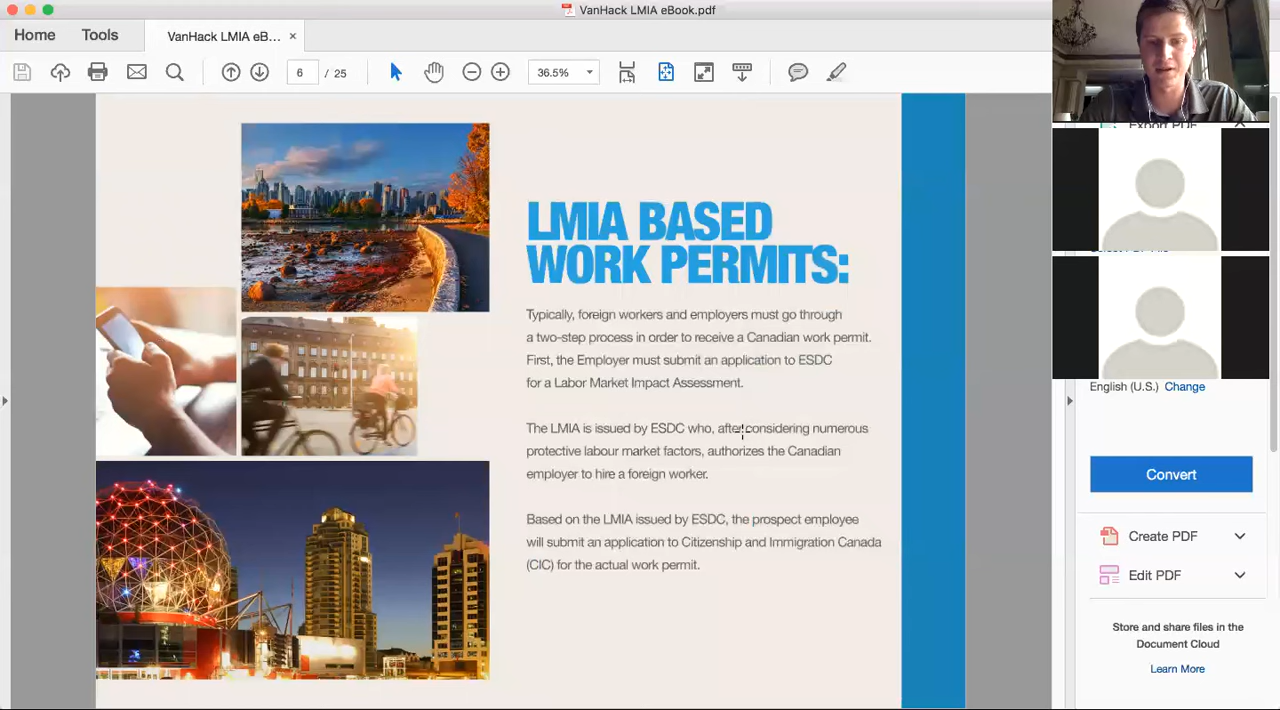 VanHack LMIA eBook.pdf
Home
Tools
VanHack LMIA eB... ×
6 / 25
36.5%
Export PDF
LMIA BASED
WORK PERMITS:
Typically, foreign workers and employers must go through
a two-step process in order to receive a Canadian work permit.
First, the Employer must submit an application to ESDC
for a Labor Market Impact Assessment.
The LMIA is issued by ESDC who, after considering numerous
protective labour market factors, authorizes the Canadian
employer to hire a foreign worker.
Based on the LMIA issued by ESDC, the prospect employee
will submit an application to Citizenship and Immigration Canada
(CIC) for the actual work permit.
English (U.S.) Change
Convert
Create PDF
Edit PDF
Store and share files in the
Document Cloud
Learn More